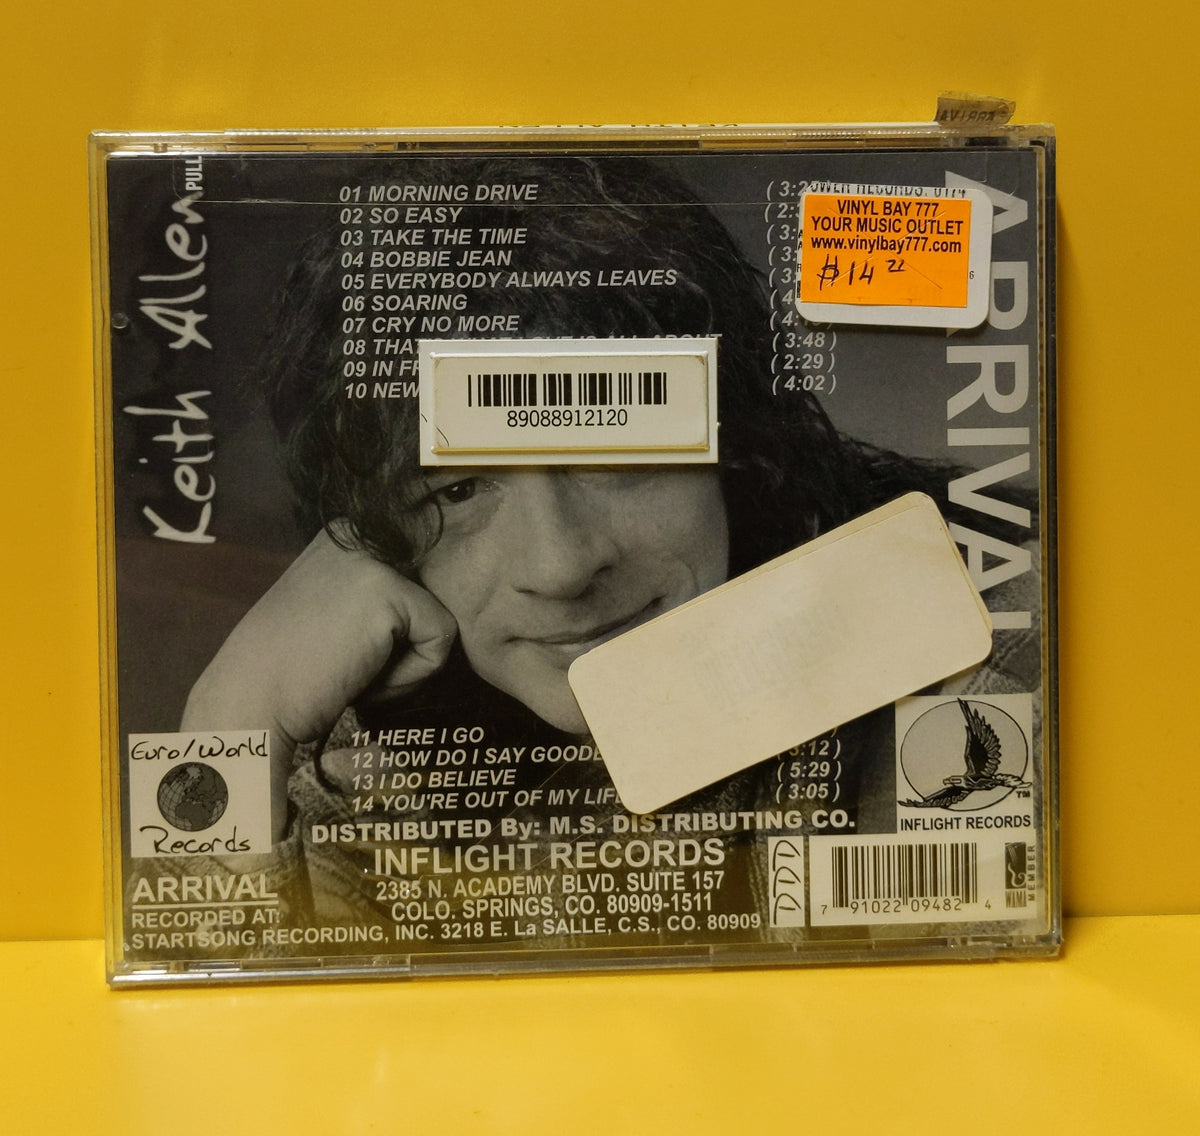 Keith Allen
PULL
01 MORNING DRIVE
02 SO EASY
03 TAKE THE TIME
04 BOBBIE JEAN
05 EVERYBODY ALWAYS LEAVES
06 SOARING
07 CRY NO MORE
08
09 IN
10 NEW
( 3:48 )
( 2:29 )
( 4:02 )
VINYL BAY 777
YOUR MUSIC OUTLET
www.vinylbay777.com
$14 22
ARRIVAL
89088912120
11 HERE I GO
12 HOW DO I SAY
13 I DO BELIEVE
14 YOU'RE OUT OF MY
3:12 )
( 5:29 )
( 3:05 )
Euro/World
Records
DISTRIBUTED By: M.S. DISTRIBUTING CO.
INFLIGHT RECORDS
2385 N. ACADEMY BLVD. SUITE 157
COLO. SPRINGS, CO. 80909-1511
ARRIVAL
RECORDED AT:
STARTSONG RECORDING, INC. 3218 E. La SALLE, C.S., CO. 80909
TM
INFLIGHT RECORDS
DDD
7 91022 09482 4
WAMA
MEMBER